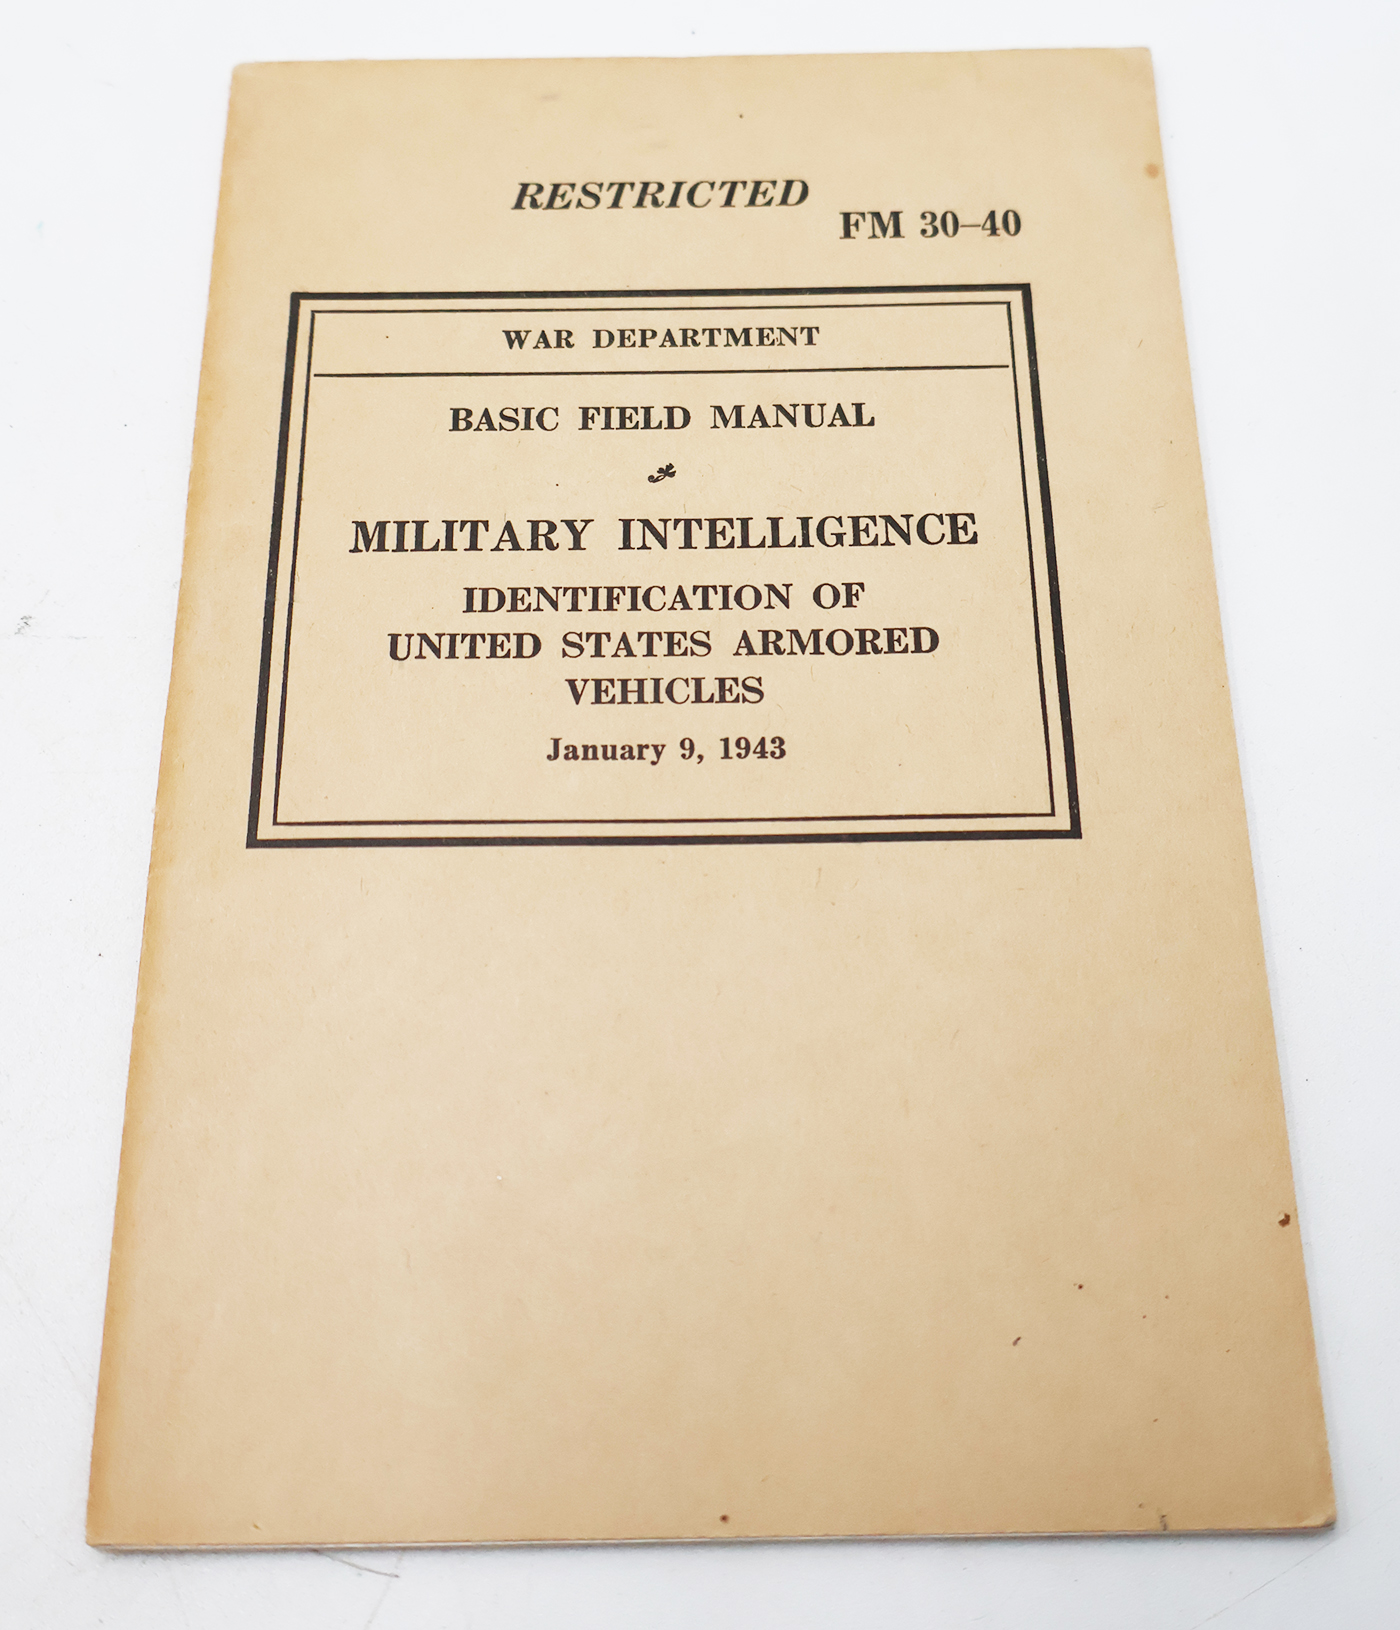 RESTRICTED
FM 30–40
WAR DEPARTMENT
BASIC FIELD MANUAL
MILITARY INTELLIGENCE
IDENTIFICATION OF
UNITED STATES ARMORED
VEHICLES
January 9, 1943